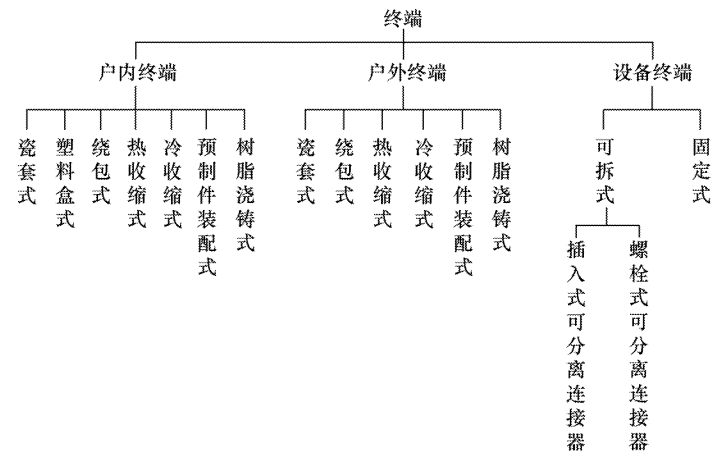 终端
户内终端
户外终端
设备终端
瓷套式
塑料盒式
绕包式
热收缩式
冷收缩式
预制件装配式
树脂浇铸式
瓷套式
绕包式
热收缩式
冷收缩式
预制件装配式
树脂浇铸式
可拆式
固定式
插入式可分离连接器
螺栓式可分离连接器